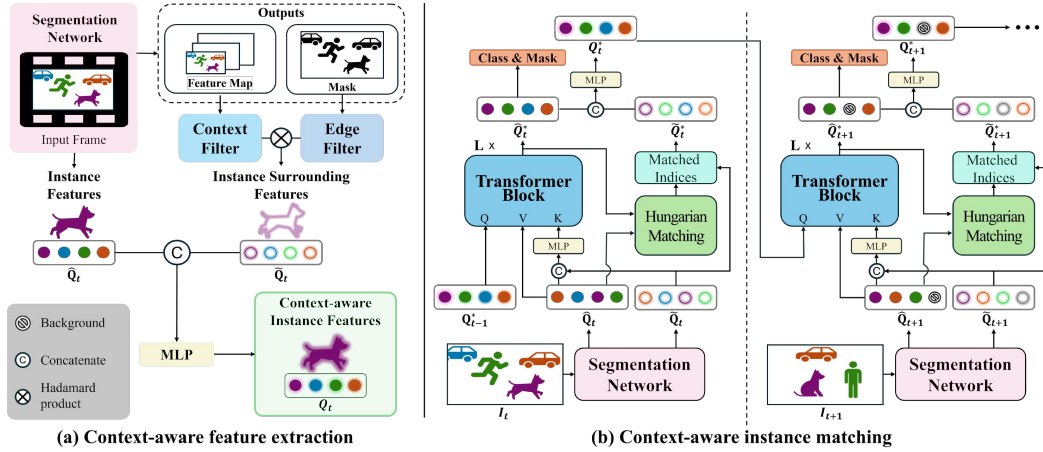 Segmentation
Network
Input Frame
Outputs
Feature Map
Mask
Context
Filter
Edge
Filter
Instance
Features
Instance Surrounding
Features
Q̂t
C
Q̃t
Background
C
Concatenate
Hadamard
product
MLP
Context-aware
Instance Features
Qt
(a) Context-aware feature extraction
Q*t
Class & Mask
MLP
C
Q̂*t
Q̃*t
L ×
Transformer
Block
Q
V
K
Matched
Indices
Hungarian
Matching
MLP
C
Q*t-1
Q̂t
Q̃t
It
Segmentation
Network
Q*t+1
Class & Mask
MLP
C
Q̂*t+1
Q̃*t+1
L ×
Transformer
Block
Q
V
K
Matched
Indices
Hungarian
Matching
MLP
C
Q̂t+1
Q̃t+1
It+1
Segmentation
Network
(b) Context-aware instance matching